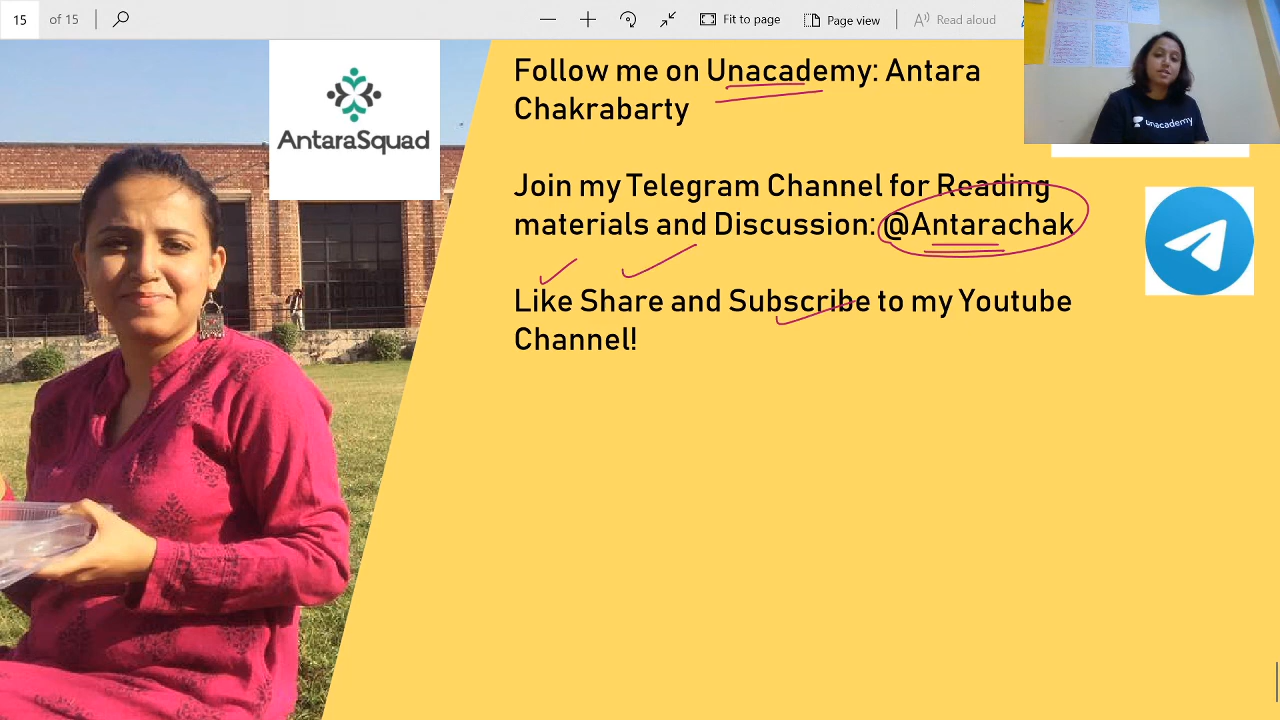 15 of 15
Fit to page
Page view
Read aloud
AntaraSquad
Follow me on Unacademy: Antara
Chakrabarty
unacademy
Join my Telegram Channel for Reading
materials and Discussion: @Antarachak
Like Share and Subscribe to my Youtube
Channel!